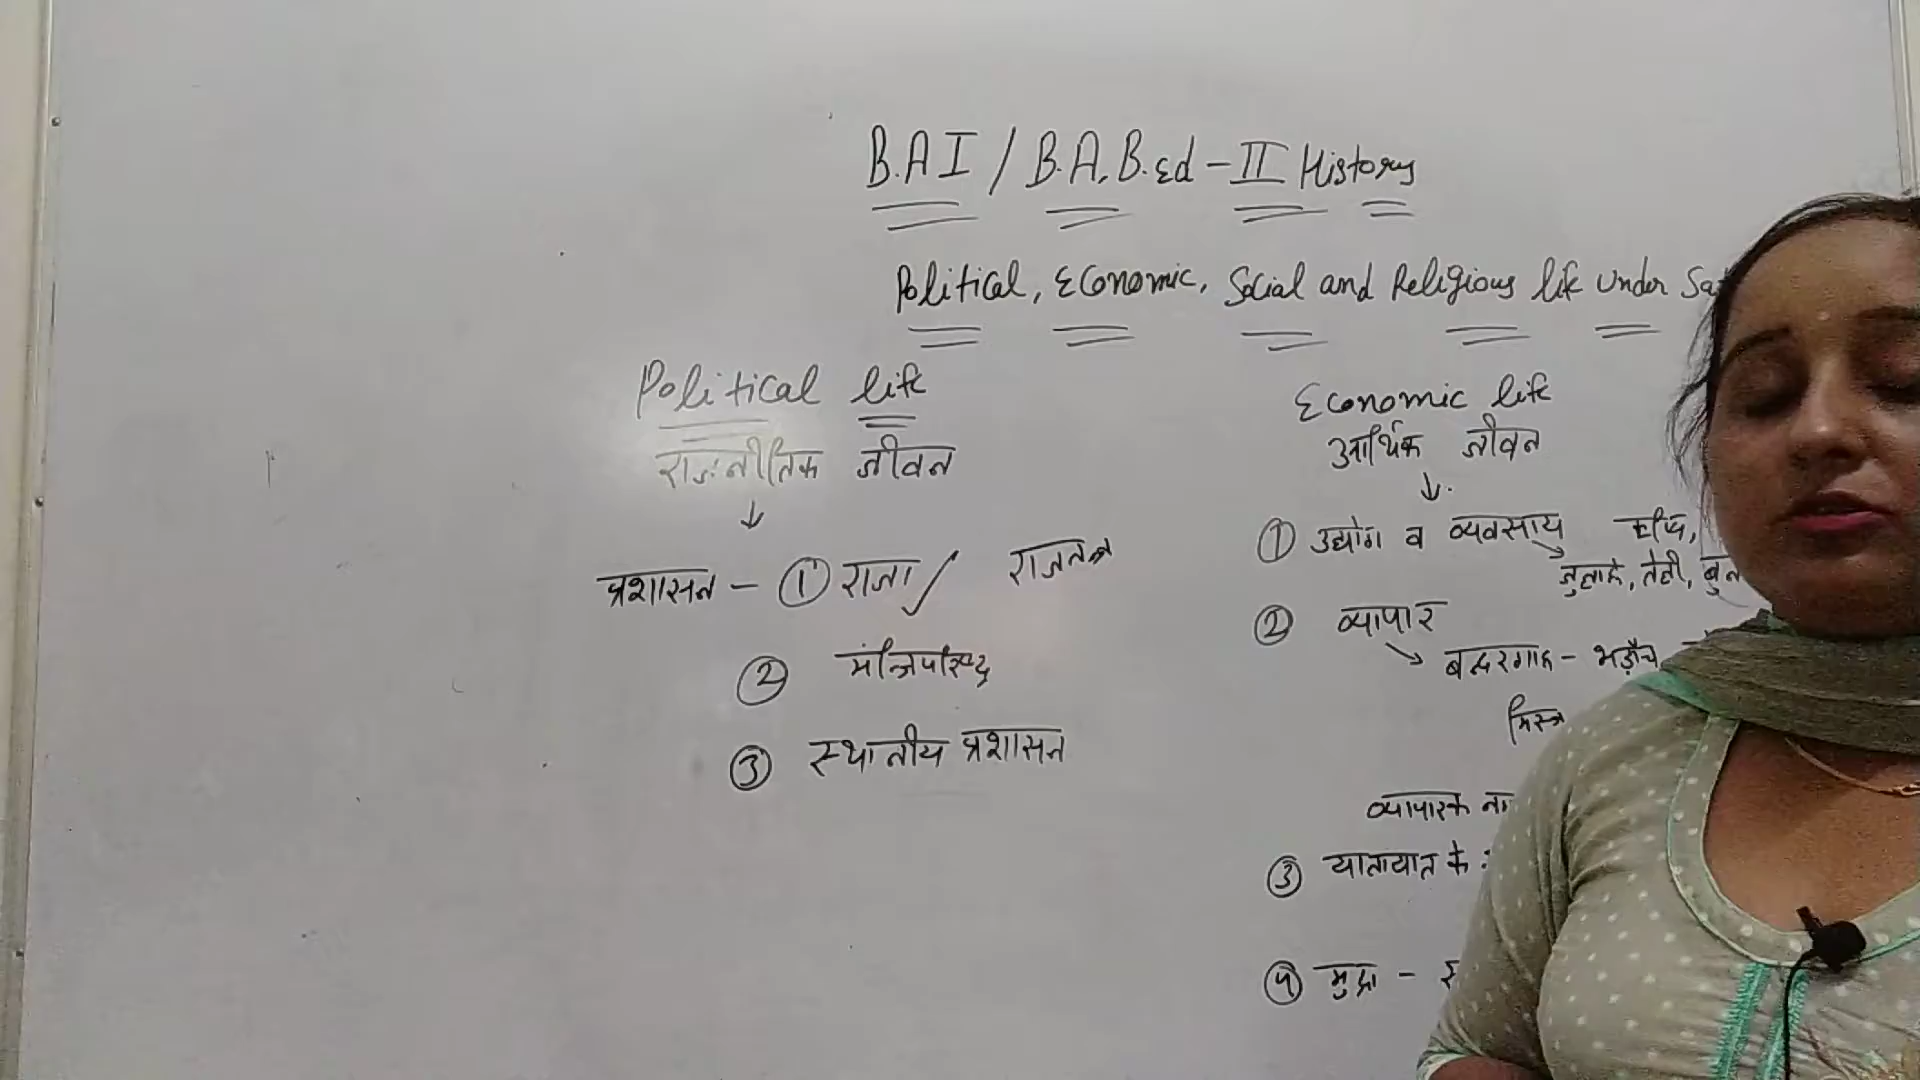 B.A I / B.A. B.Ed - II History
Political, Economic, Social and Religious life under Sa
Political life
राजनीतिक जीवन
प्रशासन - ① राजा / राजतन्त्र
② मंत्रिपरिषद्
③ स्थानीय प्रशासन
Economic life
आर्थिक जीवन
① उद्योग व व्यवसाय कृषि,
जुलाहे, तेली,
② व्यापार
बन्दरगाह - भड़ौच
मिस्त्र
③ यातायात के
④ मुद्रा -